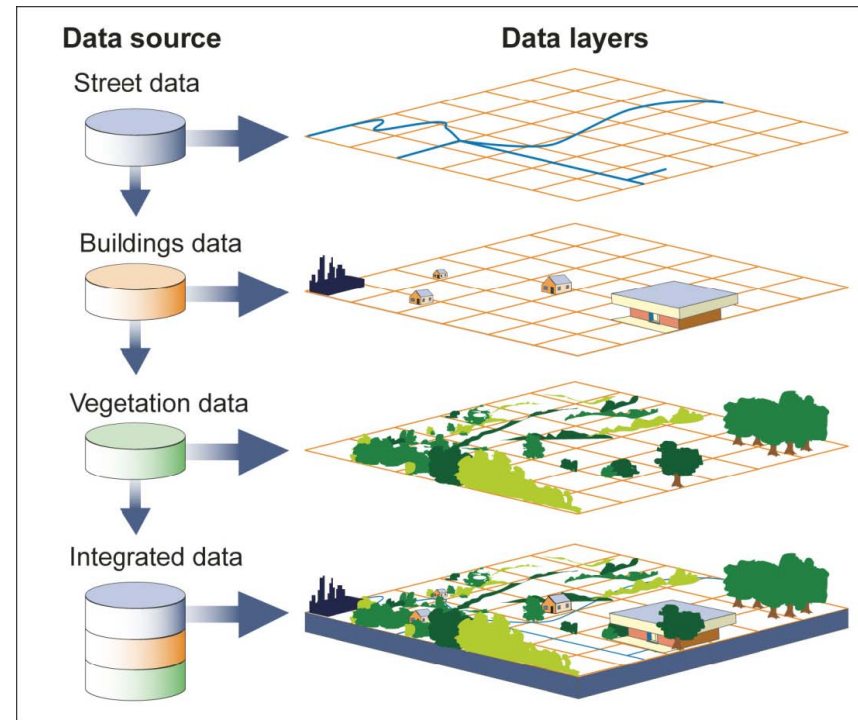 Data source
Data layers
Street data
Buildings data
Vegetation data
Integrated data